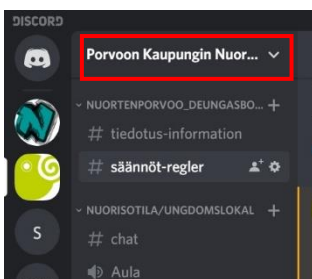 DISCORD
Porvoon Kaupungin Nuor...
NUORTENPORVOO_DEUNGASBO... +
# tiedotus-information
# säännöt-regler
NUORISOTILA/UNGDOMSLOKAL +
S
# chat
Aula